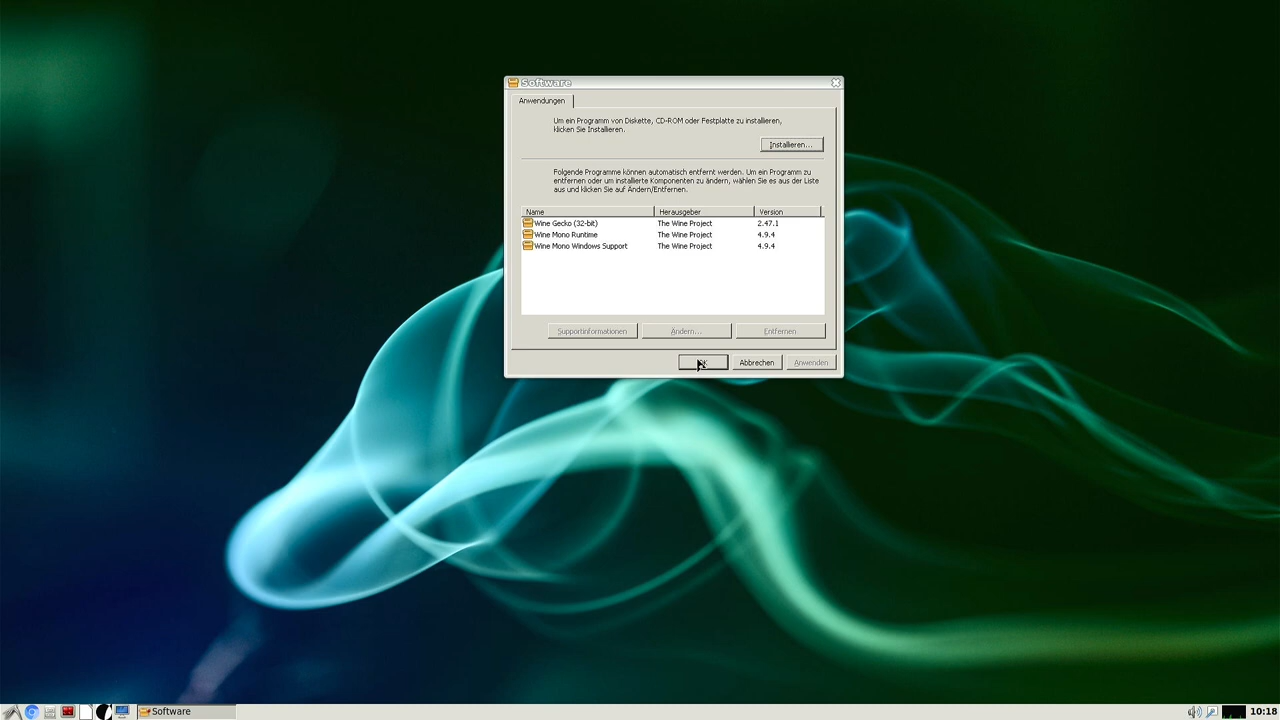 Software
Anwendungen
Um ein Programm von Diskette, CD-ROM oder Festplatte zu installieren,
klicken Sie Installieren.
Installieren...
Folgende Programme können automatisch entfernt werden. Um ein Programm zu
entfernen oder um installierte Komponenten zu ändern, wählen Sie es aus der Liste
aus und klicken Sie auf Ändern/Entfernen.
Name Herausgeber Version
Wine Gecko (32-bit) The Wine Project 2.47.1
Wine Mono Runtime The Wine Project 4.9.4
Wine Mono Windows Support The Wine Project 4.9.4
Supportinformationen Ändern... Entfernen
Abbrechen Anwenden
Software 10:18